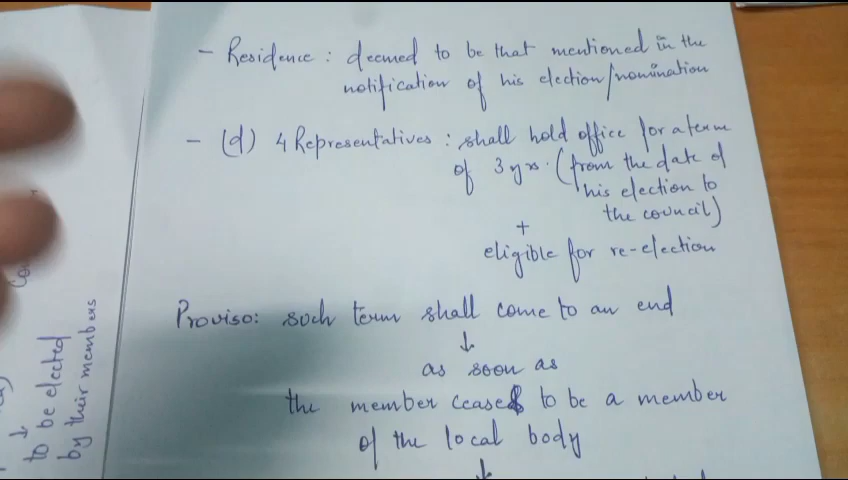 - Residence : deemed to be that mentioned in the
notification of his election/nomination
- (d) 4 Representatives : shall hold office for a term
of 3 yrs. (from the date of
his election to
the council)
+
eligible for re-election
Proviso: such term shall come to an end
↓
as soon as
the member ceases to be a member
of the local body
↓
↓
to be elected
by their members